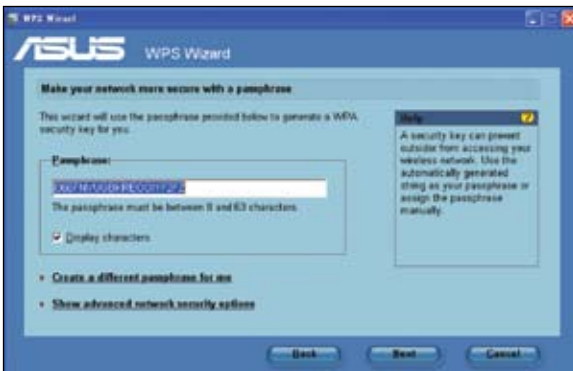 WPS Wizard
ASUS WPS Wizard
Make your network more secure with a passphrase
This wizard will use the passphrase provided below to generate a WPA
security key for you.
Passphrase:
The passphrase must be between 8 and 63 characters.
Display characters
Create a different passphrase for me
Show advanced network security options
Help
A security key can prevent
outsider from accessing your
wireless network. Use the
automatically generated
string as your passphrase or
assign the passphrase
manually.
Back
Next
Cancel